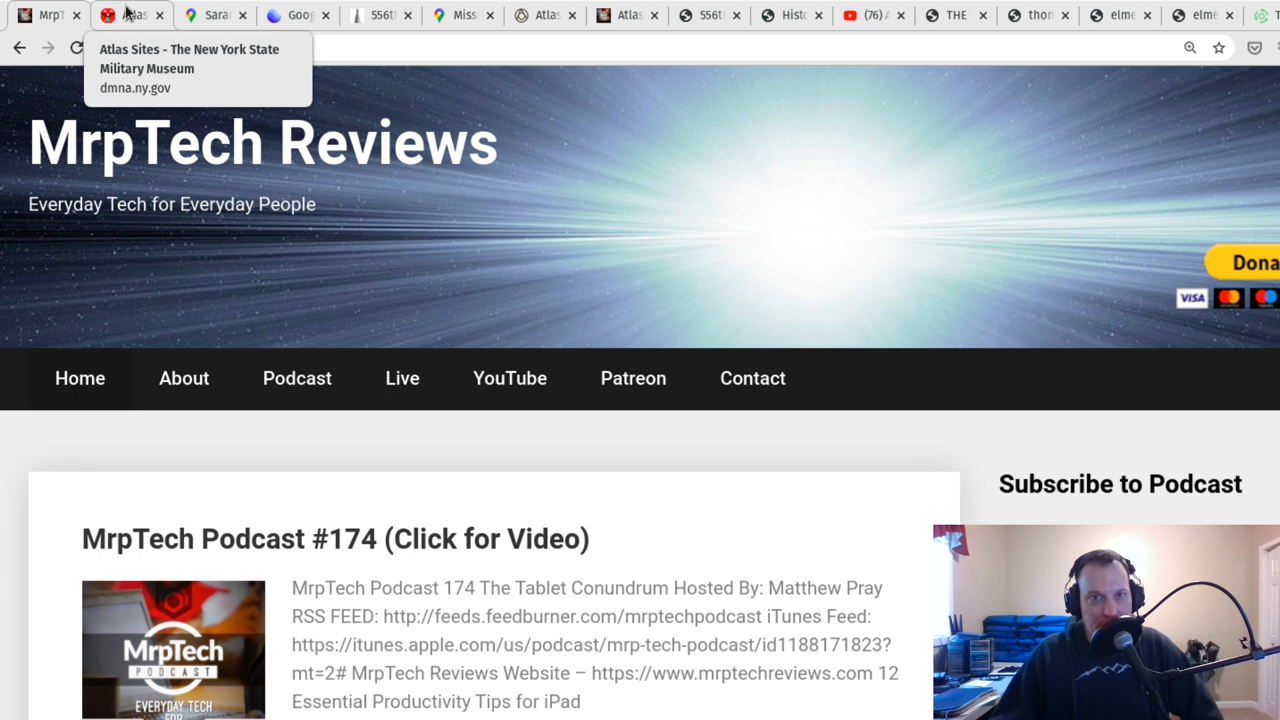 MrpT
Atlas
Sara
Goog
556t
Missi
Atlas
Atlas
556t
Histo
(76) A
THE
thon
elme
elme
Atlas Sites - The New York State
Military Museum
dmna.ny.gov
MrpTech Reviews
Everyday Tech for Everyday People
Dona
VISA
Home
About
Podcast
Live
YouTube
Patreon
Contact
Subscribe to Podcast
MrpTech Podcast #174 (Click for Video)
MrpTech Podcast 174 The Tablet Conundrum Hosted By: Matthew Pray
RSS FEED: http://feeds.feedburner.com/mrptechpodcast iTunes Feed:
https://itunes.apple.com/us/podcast/mrp-tech-podcast/id1188171823?
mt=2# MrpTech Reviews Website – https://www.mrptechreviews.com 12
Essential Productivity Tips for iPad
MrpTech
PODCAST
EVERYDAY TECH
FOR